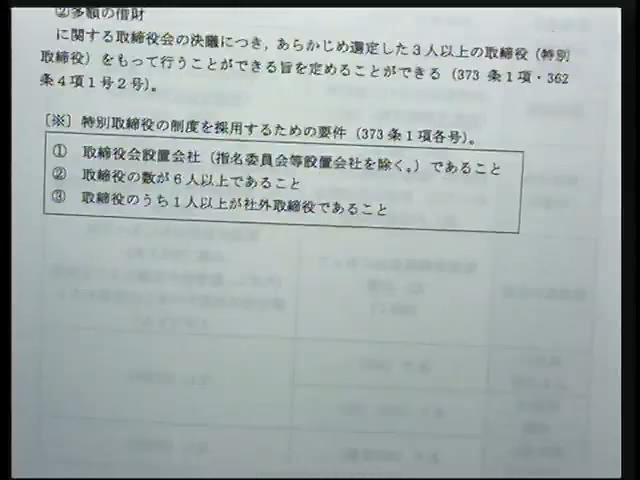 ②多額の借財
に関する取締役会の決議につき，あらかじめ選定した３人以上の取締役（特別
取締役）をもって行うことができる旨を定めることができる（373 条１項・362
条４項１号２号）。
〔※〕特別取締役の制度を採用するための要件（373 条１項各号）。
① 取締役会設置会社（指名委員会等設置会社を除く。）であること
② 取締役の数が６人以上であること
③ 取締役のうち１人以上が社外取締役であること